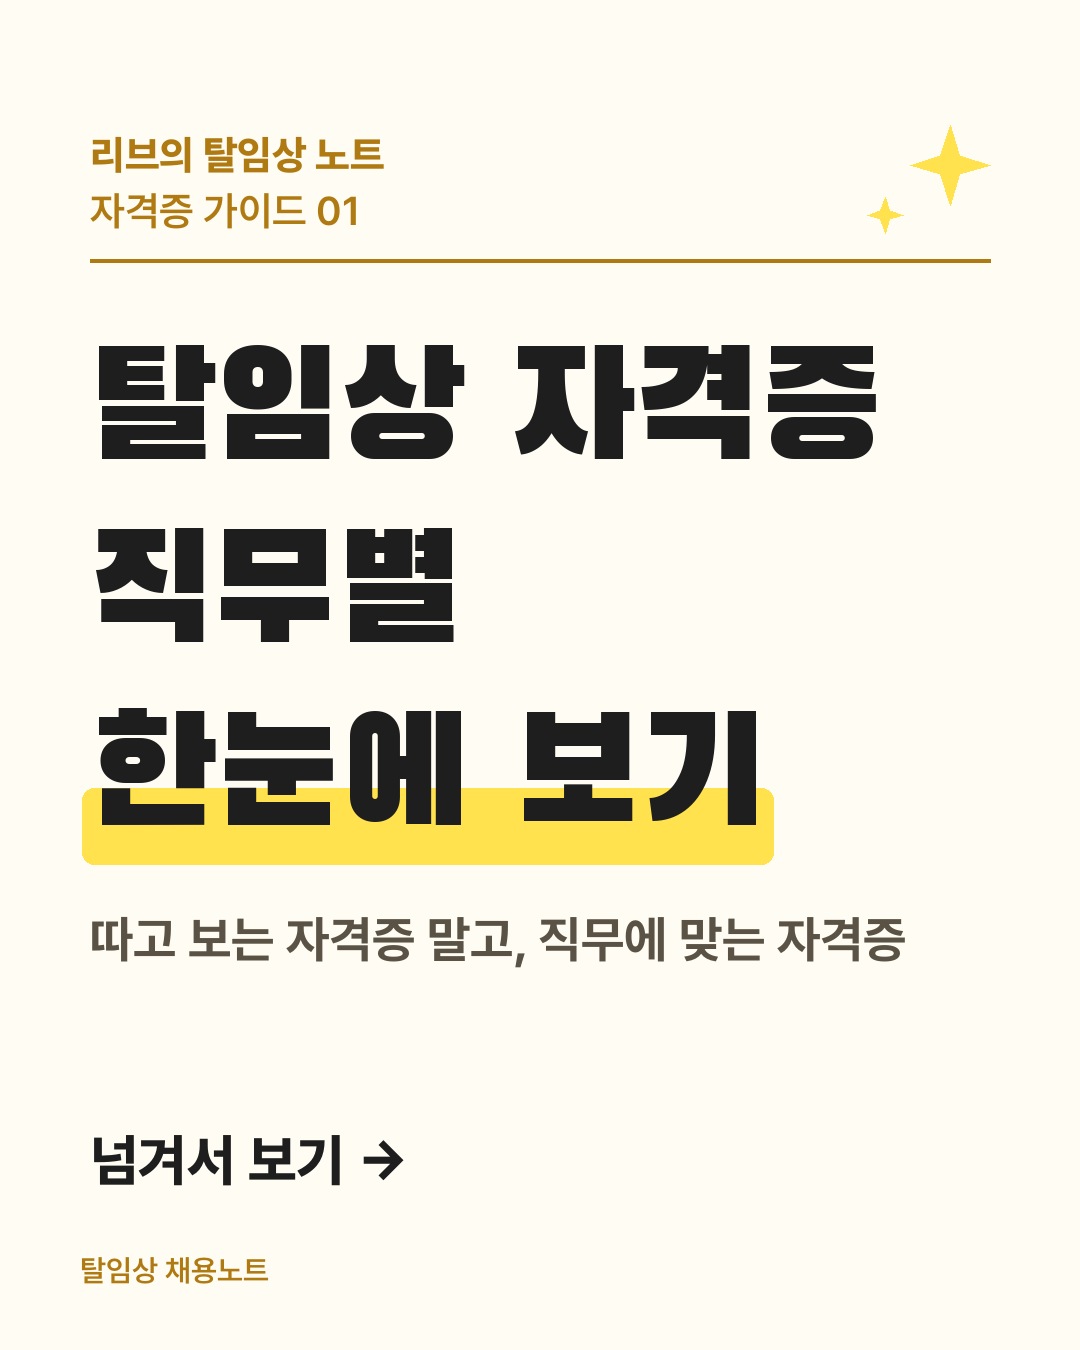 리브의 탈임상 노트
자격증 가이드 01
탈임상 자격증
직무별
한눈에 보기
따고 보는 자격증 말고, 직무에 맞는 자격증
넘겨서 보기 →
탈임상 채용노트